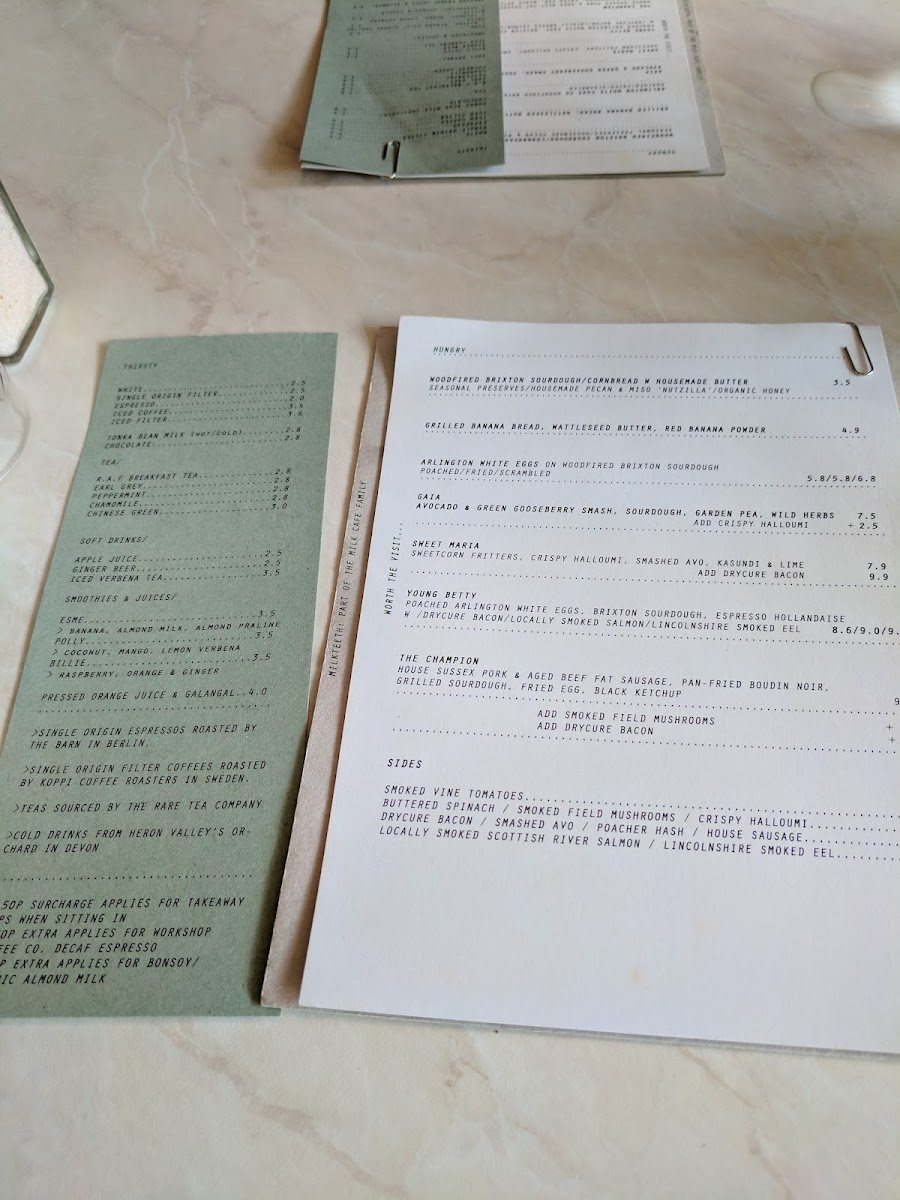 THIRSTY
WHITE....2.5
SINGLE ORIGIN FILTER....2.5
ESPRESSO....2.0
ICED COFFEE....3.5
ICED FILTER....3.5
TONKA BEAN MILK (HOT/COLD)....2.8
CHOCOLATE....2.8
TEA/
R.A.F BREAKFAST TEA....2.8
EARL GREY....2.8
PEPPERMINT....2.8
CHAMOMILE....2.8
CHINESE GREEN....3.0
SOFT DRINKS/
APPLE JUICE....2.5
GINGER BEER....2.5
ICED VERBENA TEA....3.5
SMOOTHIES & JUICES/
ESME....3.5
> BANANA, ALMOND MILK, ALMOND PRALINE
POLLY....3.5
> COCONUT, MANGO, LEMON VERBENA
BILLIE....3.5
> RASPBERRY, ORANGE & GINGER
PRESSED ORANGE JUICE & GALANGAL..4.0
>SINGLE ORIGIN ESPRESSOS ROASTED BY
THE BARN IN BERLIN.
>SINGLE ORIGIN FILTER COFFEES ROASTED
BY KOPPI COFFEE ROASTERS IN SWEDEN.
>TEAS SOURCED BY THE RARE TEA COMPANY
>COLD DRINKS FROM HERON VALLEY'S OR-
CHARD IN DEVON
50P SURCHARGE APPLIES FOR TAKEAWAY
PS WHEN SITTING IN
OP EXTRA APPLIES FOR WORKSHOP
FEE CO. DECAF ESPRESSO
P EXTRA APPLIES FOR BONSOY/
IC ALMOND MILK
MILKTEETH: PART OF THE MILK CAFE FAMILY
WORTH THE VISIT...
HUNGRY
WOODFIRED BRIXTON SOURDOUGH/CORNBREAD W HOUSEMADE BUTTER 3.5
SEASONAL PRESERVES/HOUSEMADE PECAN & MISO 'NUTZILLA'/ORGANIC HONEY
GRILLED BANANA BREAD, WATTLESEED BUTTER, RED BANANA POWDER 4.9
ARLINGTON WHITE EGGS ON WOODFIRED BRIXTON SOURDOUGH
POACHED/FRIED/SCRAMBLED 5.8/5.8/6.8
GAIA
AVOCADO & GREEN GOOSEBERRY SMASH, SOURDOUGH, GARDEN PEA, WILD HERBS 7.5
ADD CRISPY HALLOUMI + 2.5
SWEET MARIA
SWEETCORN FRITTERS, CRISPY HALLOUMI, SMASHED AVO, KASUNDI & LIME 7.9
ADD DRYCURE BACON 9.9
YOUNG BETTY
POACHED ARLINGTON WHITE EGGS, BRIXTON SOURDOUGH, ESPRESSO HOLLANDAISE
W /DRYCURE BACON/LOCALLY SMOKED SALMON/LINCOLNSHIRE SMOKED EEL 8.6/9.0/9.
THE CHAMPION
HOUSE SUSSEX PORK & AGED BEEF FAT SAUSAGE, PAN-FRIED BOUDIN NOIR,
GRILLED SOURDOUGH, FRIED EGG, BLACK KETCHUP 9
ADD SMOKED FIELD MUSHROOMS +
ADD DRYCURE BACON +
SIDES
SMOKED VINE TOMATOES....
BUTTERED SPINACH / SMOKED FIELD MUSHROOMS / CRISPY HALLOUMI....
DRYCURE BACON / SMASHED AVO / POACHER HASH / HOUSE SAUSAGE....
LOCALLY SMOKED SCOTTISH RIVER SALMON / LINCOLNSHIRE SMOKED EEL....